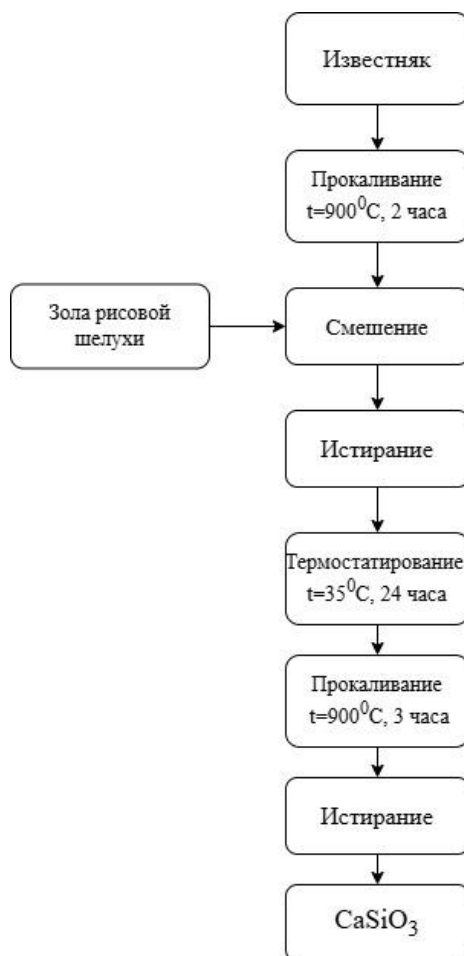 Известняк
Прокаливание
t=900⁰C, 2 часа
Зола рисовой
шелухи
Смешение
Истирание
Термостатирование
t=35⁰C, 24 часа
Прокаливание
t=900⁰C, 3 часа
Истирание
CaSiO₃